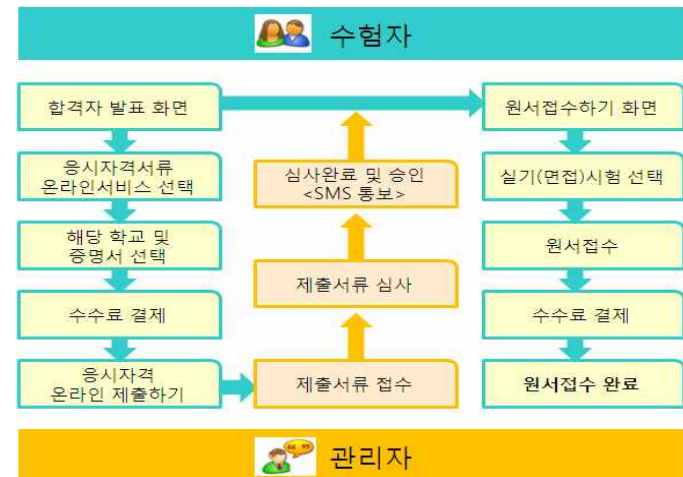 수험자
합격자 발표 화면
응시자격서류
온라인서비스 선택
해당 학교 및
증명서 선택
수수료 결제
응시자격
온라인 제출하기
제출서류 접수
제출서류 심사
심사완료 및 승인
<SMS 통보>
원서접수하기 화면
실기(면접)시험 선택
원서접수
수수료 결제
원서접수 완료
관리자